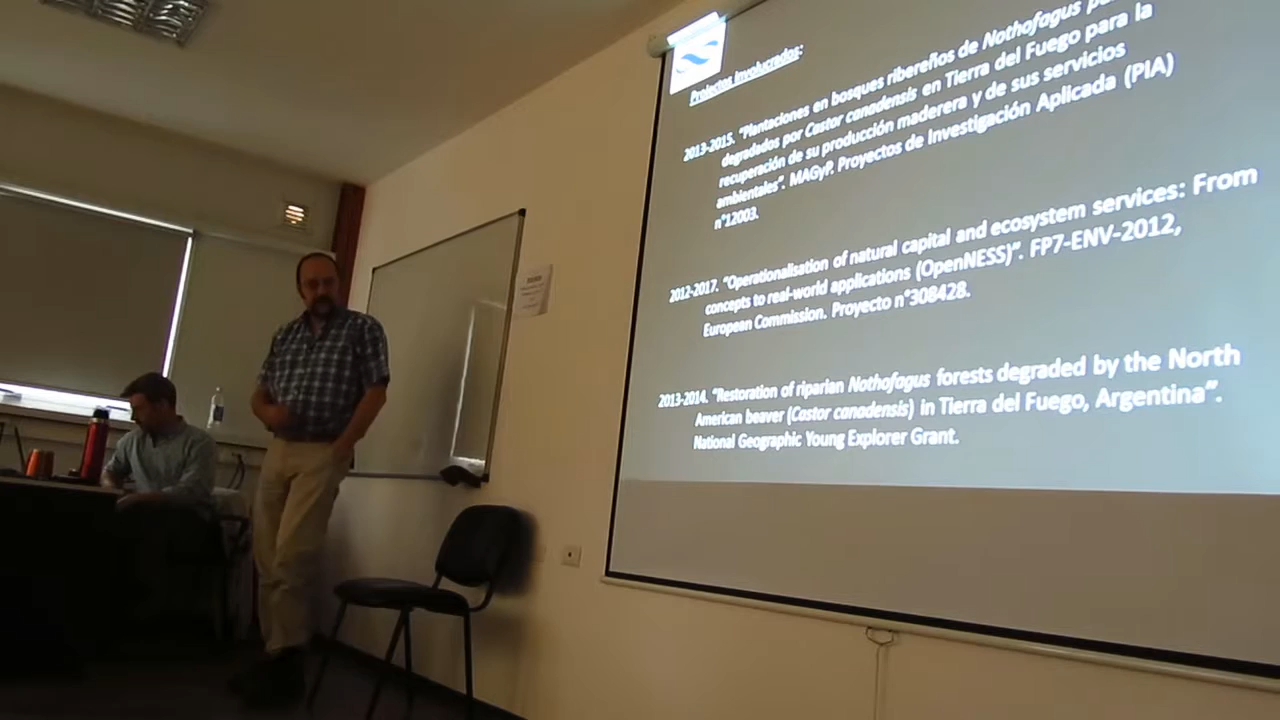 Proyectos Involucrados:
2013-2015. "Plantaciones en bosques ribereños de Nothofagus
degradados por Castor canadensis en Tierra del Fuego para la
recuperación de su producción maderera y de sus servicios
ambientales". MAGyP. Proyectos de Investigación Aplicada (PIA)
n°12003.
2012-2017. "Operationalisation of natural capital and ecosystem services: From
concepts to real-world applications (OpenNESS)". FP7-ENV-2012,
European Commission. Proyecto n°308428.
2013-2014. "Restoration of riparian Nothofagus forests degraded by the North
American beaver (Castor canadensis) in Tierra del Fuego, Argentina".
National Geographic Young Explorer Grant.